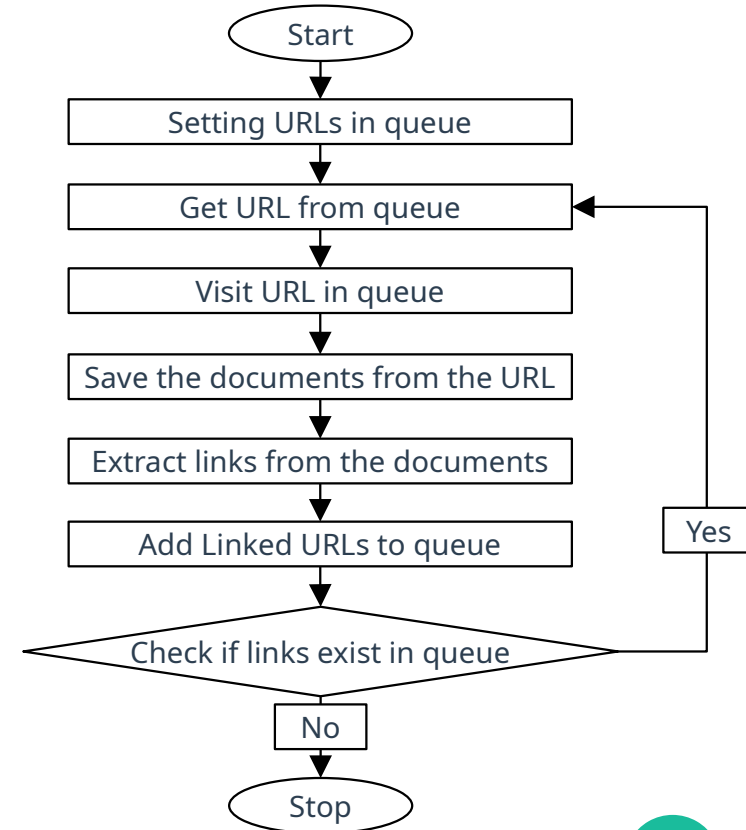 Start
Setting URLs in queue
Get URL from queue
Visit URL in queue
Save the documents from the URL
Extract links from the documents
Add Linked URLs to queue
Yes
Check if links exist in queue
No
Stop